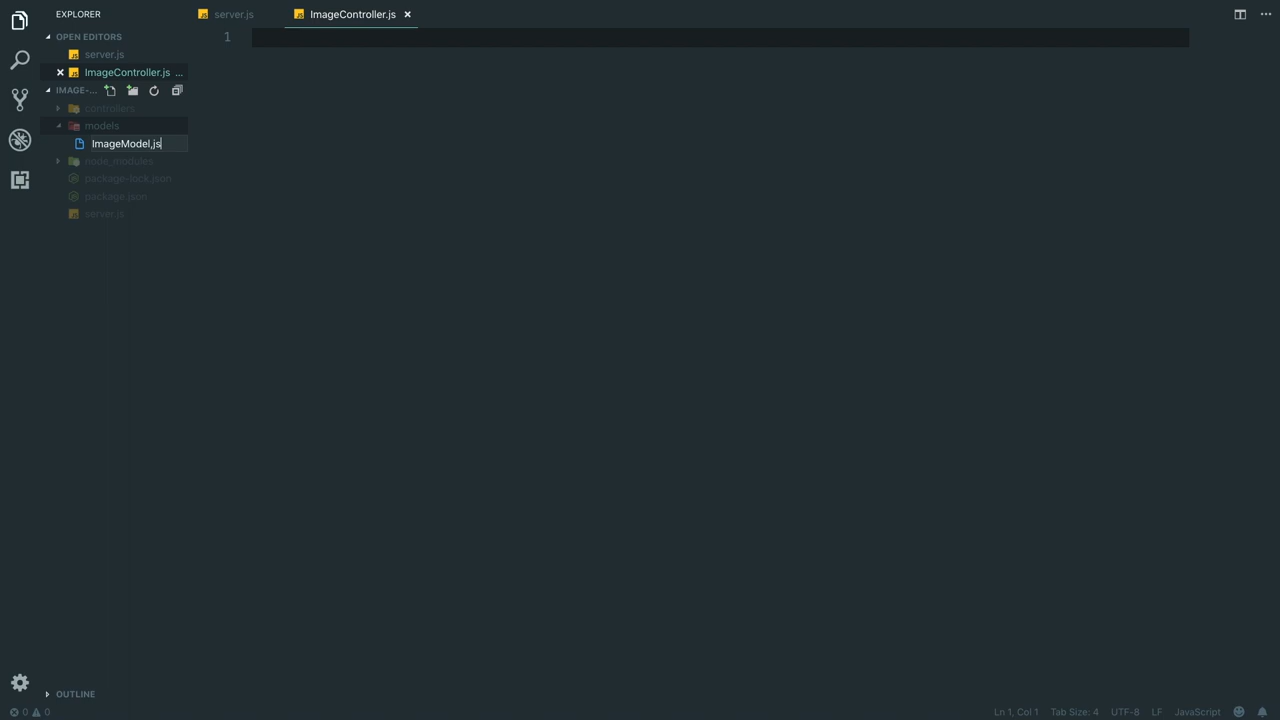 EXPLORER
server.js
ImageController.js
OPEN EDITORS
server.js
ImageController.js ...
IMAGE-...
controllers
models
ImageModel,js
node_modules
package-lock.json
package.json
server.js
1
OUTLINE
0 0
Ln 1, Col 1 Tab Size: 4 UTF-8 LF JavaScript